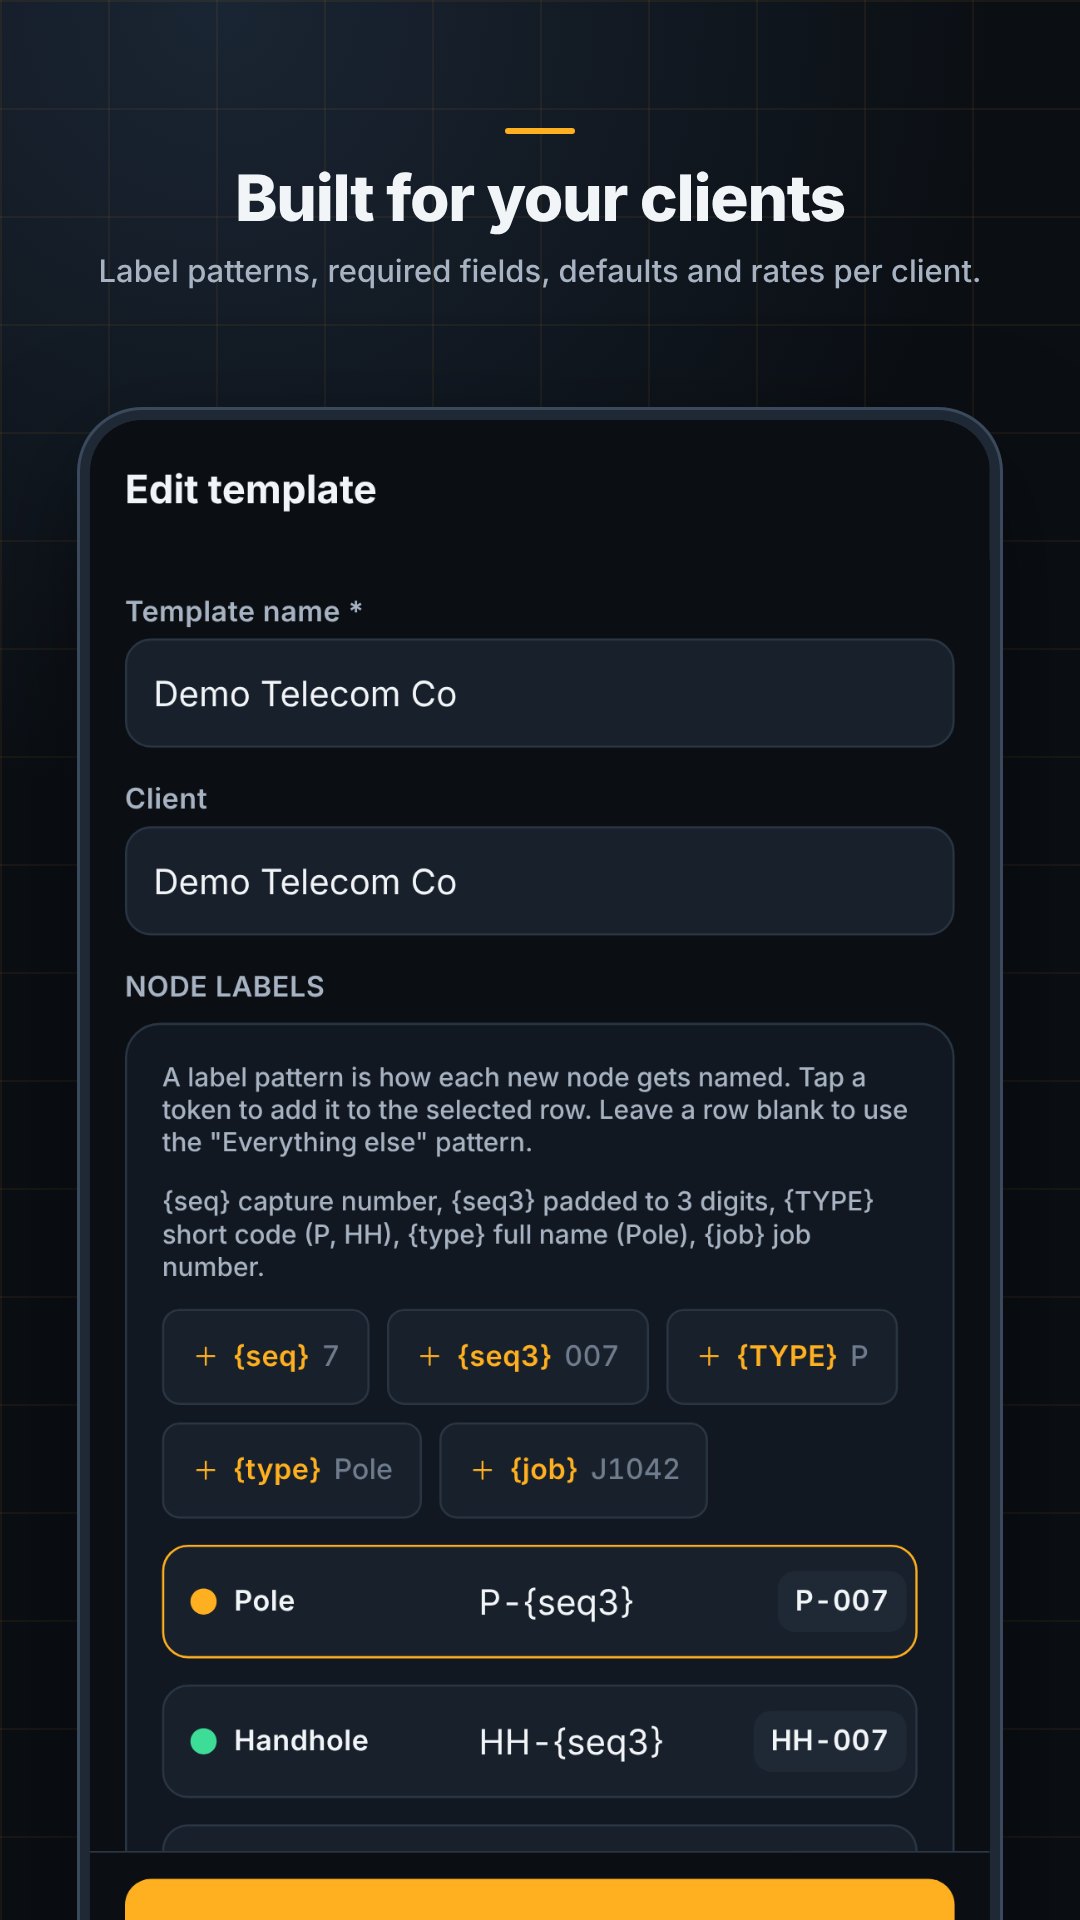 Built for your clients
Label patterns, required fields, defaults and rates per client.
Edit template
Template name *
Demo Telecom Co
Client
Demo Telecom Co
NODE LABELS
A label pattern is how each new node gets named. Tap a
token to add it to the selected row. Leave a row blank to use
the "Everything else" pattern.
{seq} capture number, {seq3} padded to 3 digits, {TYPE}
short code (P, HH), {type} full name (Pole), {job} job
number.
+ {seq} 7 + {seq3} 007 + {TYPE} P
+ {type} Pole + {job} J1042
Pole P-{seq3} P-007
Handhole HH-{seq3} HH-007